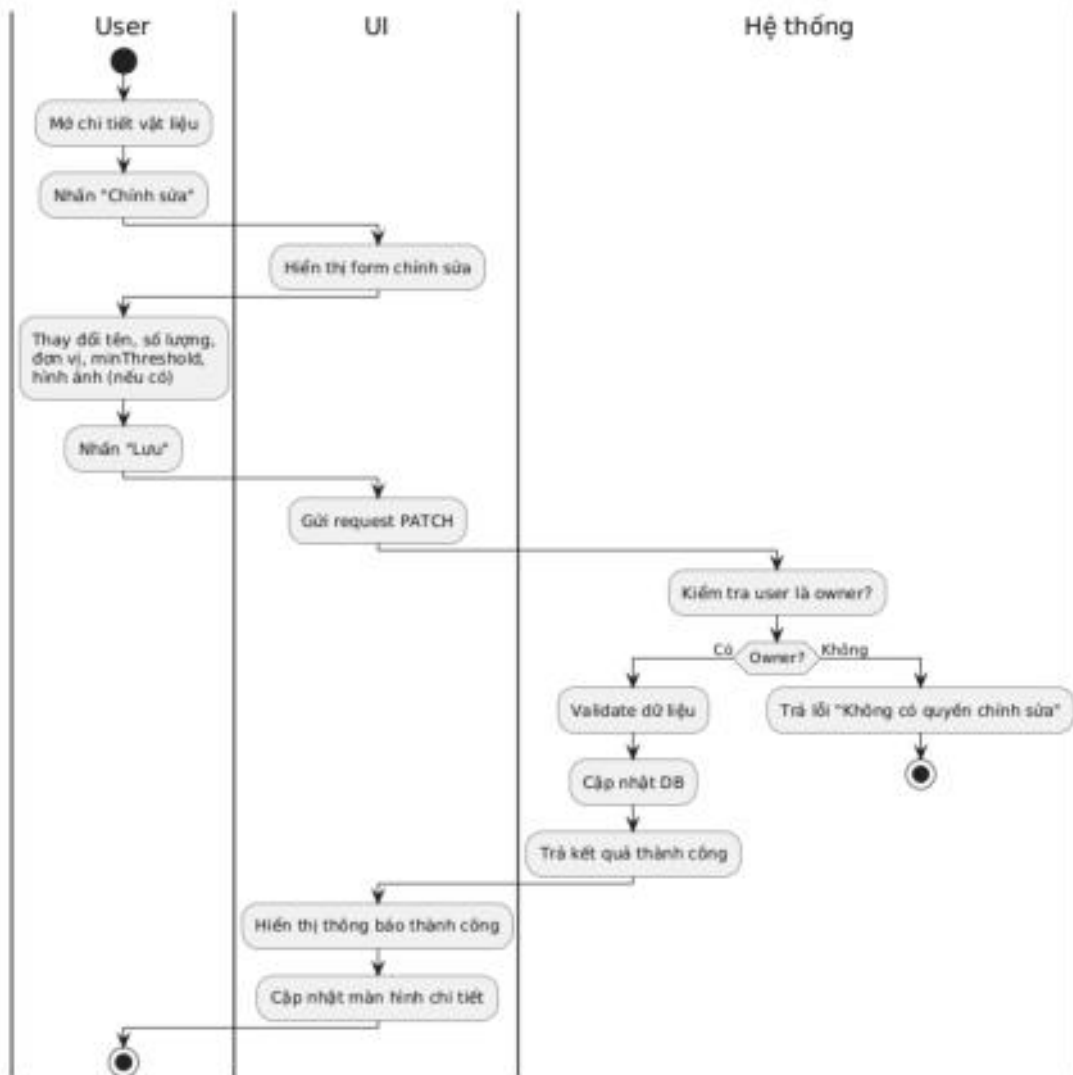 User
UI
Hệ thống
Mở chi tiết vật liệu
Nhấn "Chỉnh sửa"
Hiển thị form chỉnh sửa
Thay đổi tên, số lượng,
đơn vị, minThreshold,
hình ảnh (nếu có)
Nhấn "Lưu"
Gửi request PATCH
Kiểm tra user là owner?
Có
Owner?
Không
Validate dữ liệu
Trả lỗi "Không có quyền chỉnh sửa"
Cập nhật DB
Trả kết quả thành công
Hiển thị thông báo thành công
Cập nhật màn hình chi tiết